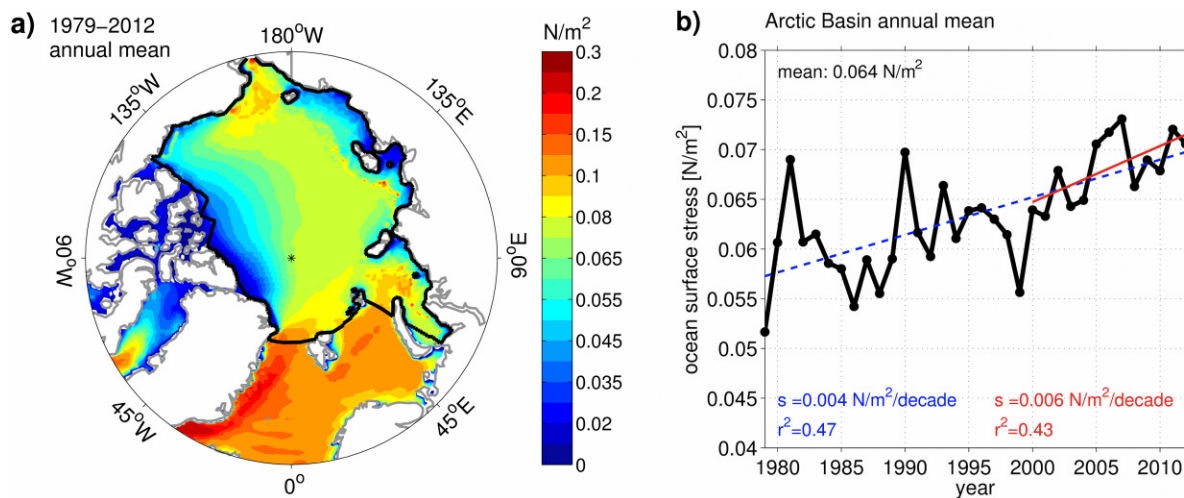 a)
1979−2012
annual mean
180°W
135°W
135°E
90°W
90°E
45°W
45°E
0°
N/m²
0.3
0.2
0.15
0.1
0.08
0.065
0.05
0.035
0.02
0
b)
Arctic Basin annual mean
mean: 0.064 N/m²
ocean surface stress [N/m²]
0.08
0.075
0.07
0.065
0.06
0.055
0.05
0.045
0.04
s =0.004 N/m²/decade
r²=0.47
s =0.006 N/m²/decade
r²=0.43
1980 1985 1990 1995 2000 2005 2010
year